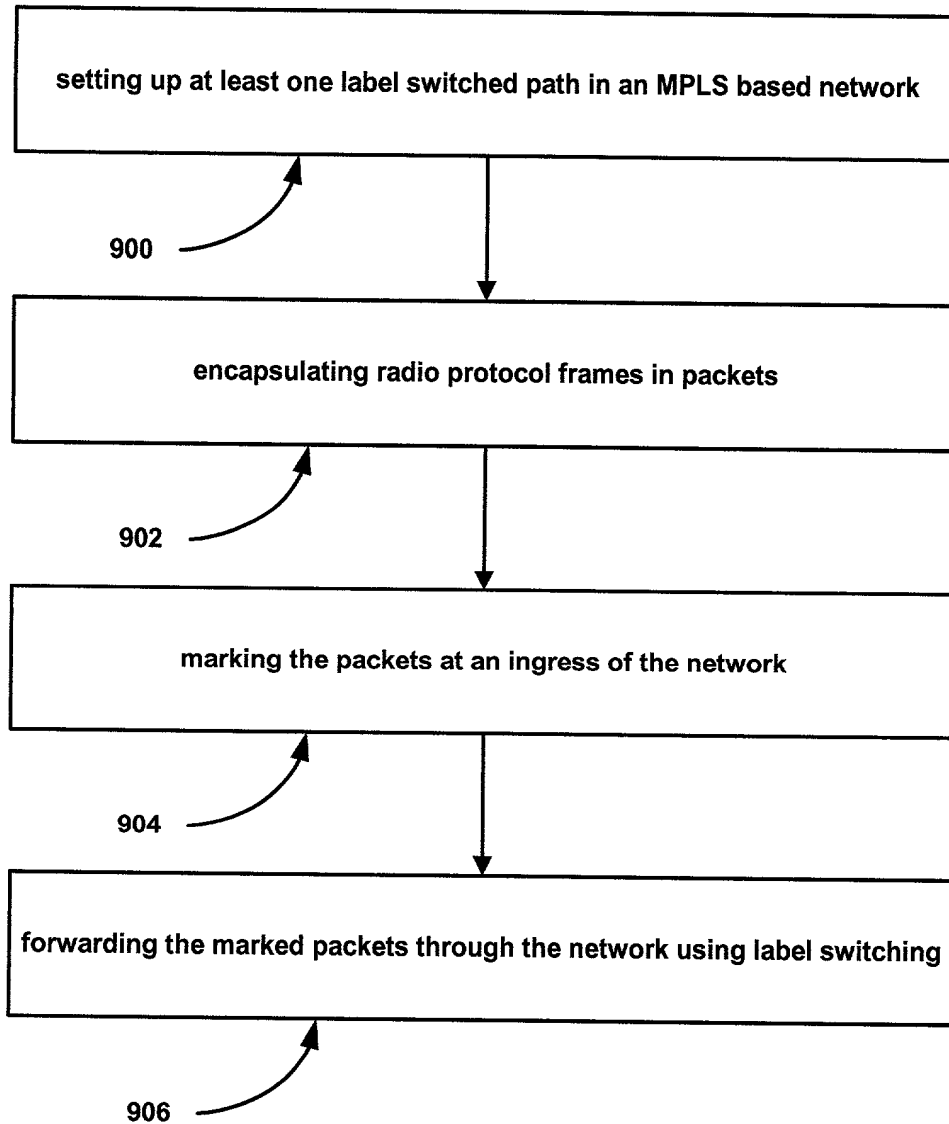 setting up at least one label switched path in an MPLS based network
900
encapsulating radio protocol frames in packets
902
marking the packets at an ingress of the network
904
forwarding the marked packets through the network using label switching
906